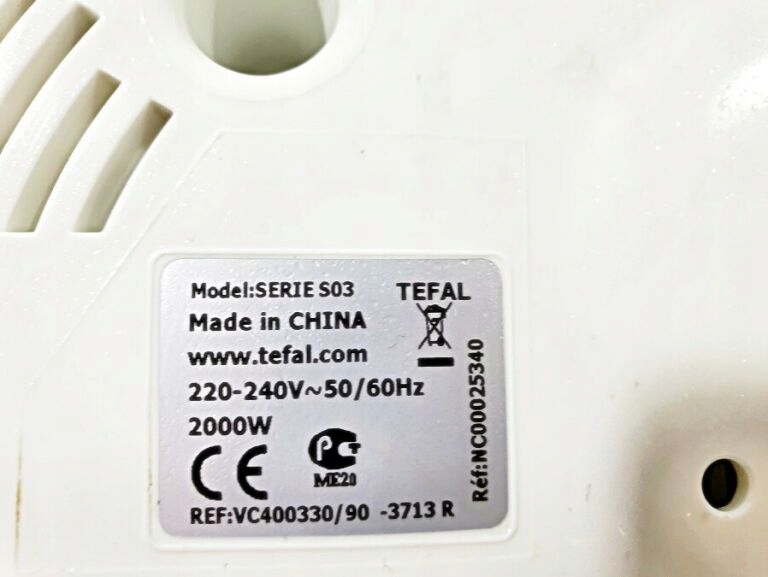 Model:SERIE S03 TEFAL
Made in CHINA
www.tefal.com
220-240V~50/60Hz
2000W
CE
ME20
REF:VC400330/90 -3713 R
Réf:NC00025340